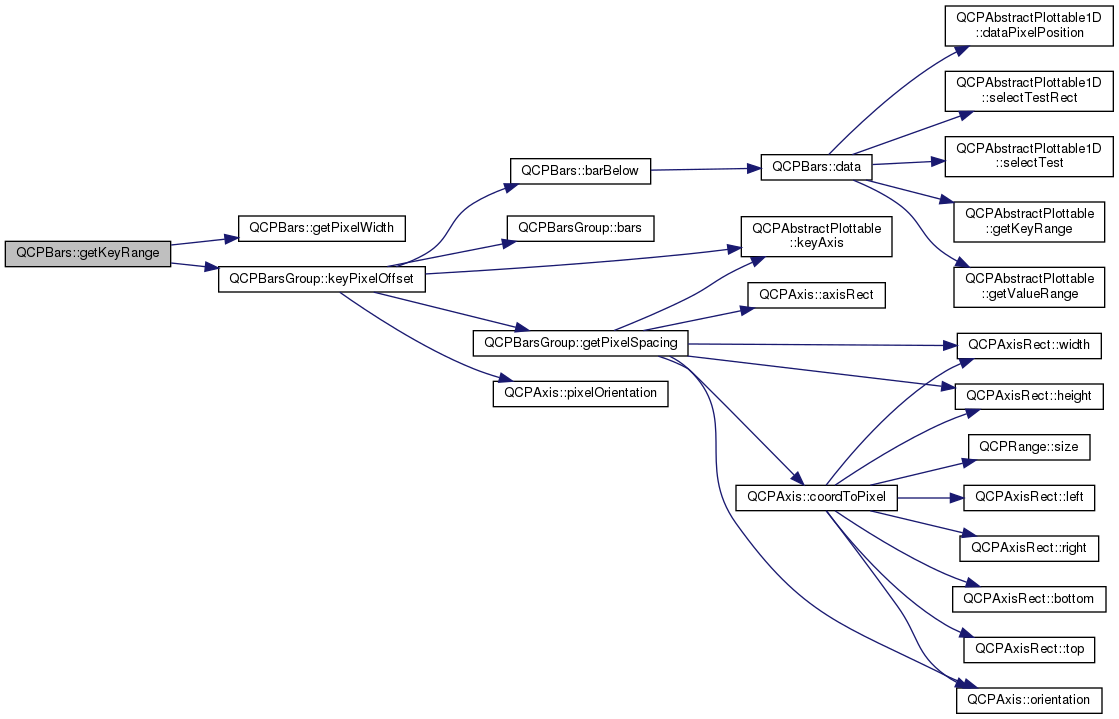 QCPAbstractPlottable1D
::dataPixelPosition
QCPAbstractPlottable1D
::selectTestRect
QCPAbstractPlottable1D
::selectTest
QCPBars::barBelow
QCPBars::data
QCPAbstractPlottable
::getKeyRange
QCPBars::getPixelWidth
QCPBarsGroup::bars
QCPAbstractPlottable
::keyAxis
QCPBars::getKeyRange
QCPBarsGroup::keyPixelOffset
QCPAbstractPlottable
::getValueRange
QCPAxis::axisRect
QCPBarsGroup::getPixelSpacing
QCPAxisRect::width
QCPAxis::pixelOrientation
QCPAxisRect::height
QCPRange::size
QCPAxis::coordToPixel
QCPAxisRect::left
QCPAxisRect::right
QCPAxisRect::bottom
QCPAxisRect::top
QCPAxis::orientation